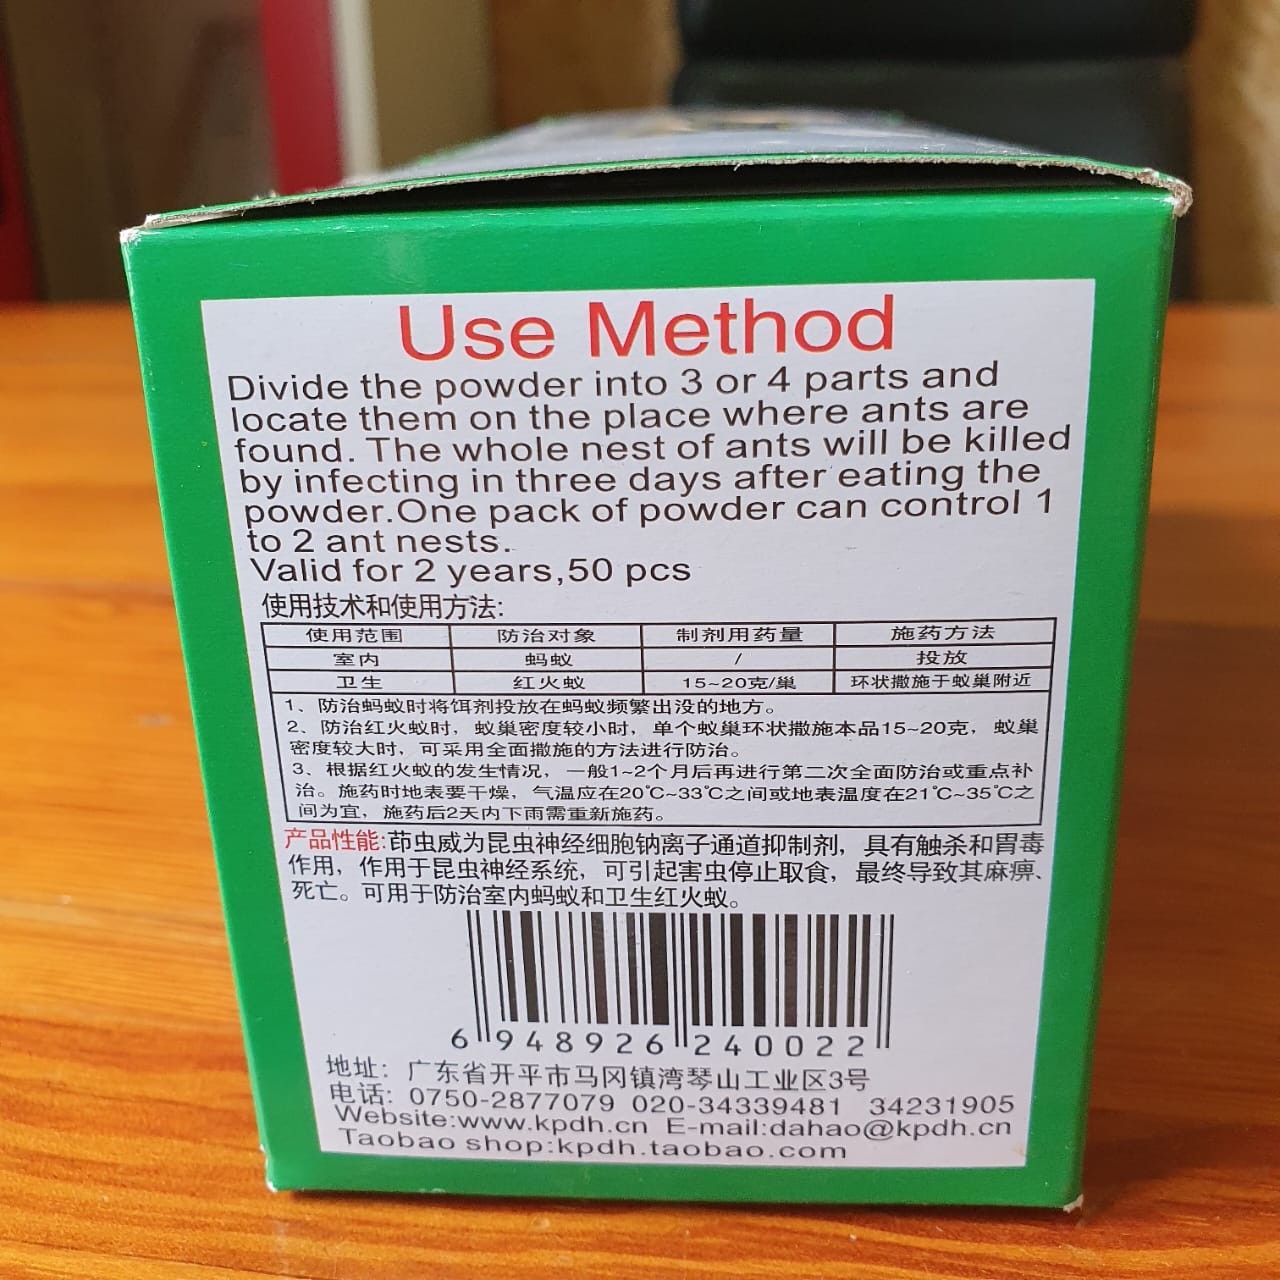 Use Method
Divide the powder into 3 or 4 parts and
locate them on the place where ants are
found. The whole nest of ants will be killed
by infecting in three days after eating the
powder.One pack of powder can control 1
to 2 ant nests.
Valid for 2 years,50 pcs
使用技术和使用方法:
使用范围 防治对象 制剂用药量 施药方法
室内 蚂蚁 / 投放
卫生 红火蚁 15~20克/巢 环状撒施于蚁巢附近
1、防治蚂蚁时将饵剂投放在蚂蚁频繁出没的地方。
2、防治红火蚁时，蚁巢密度较小时，单个蚁巢环状撒施本品15~20克，蚁巢
密度较大时，可采用全面撒施的方法进行防治。
3、根据红火蚁的发生情况，一般1~2个月后再进行第二次全面防治或重点补
治。施药时地表要干燥，气温应在20℃~33℃之间或地表温度在21℃~35℃之
间为宜，施药后2天内下雨需重新施药。
产品性能:茚虫威为昆虫神经细胞钠离子通道抑制剂，具有触杀和胃毒
作用，作用于昆虫神经系统，可引起害虫停止取食，最终导致其麻痹、
死亡。可用于防治室内蚂蚁和卫生红火蚁。
6 948926 240022
地址：广东省开平市马冈镇湾琴山工业区3号
电话: 0750-2877079 020-34339481 34231905
Website:www.kpdh.cn E-mail:dahao@kpdh.cn
Taobao shop:kpdh.taobao.com